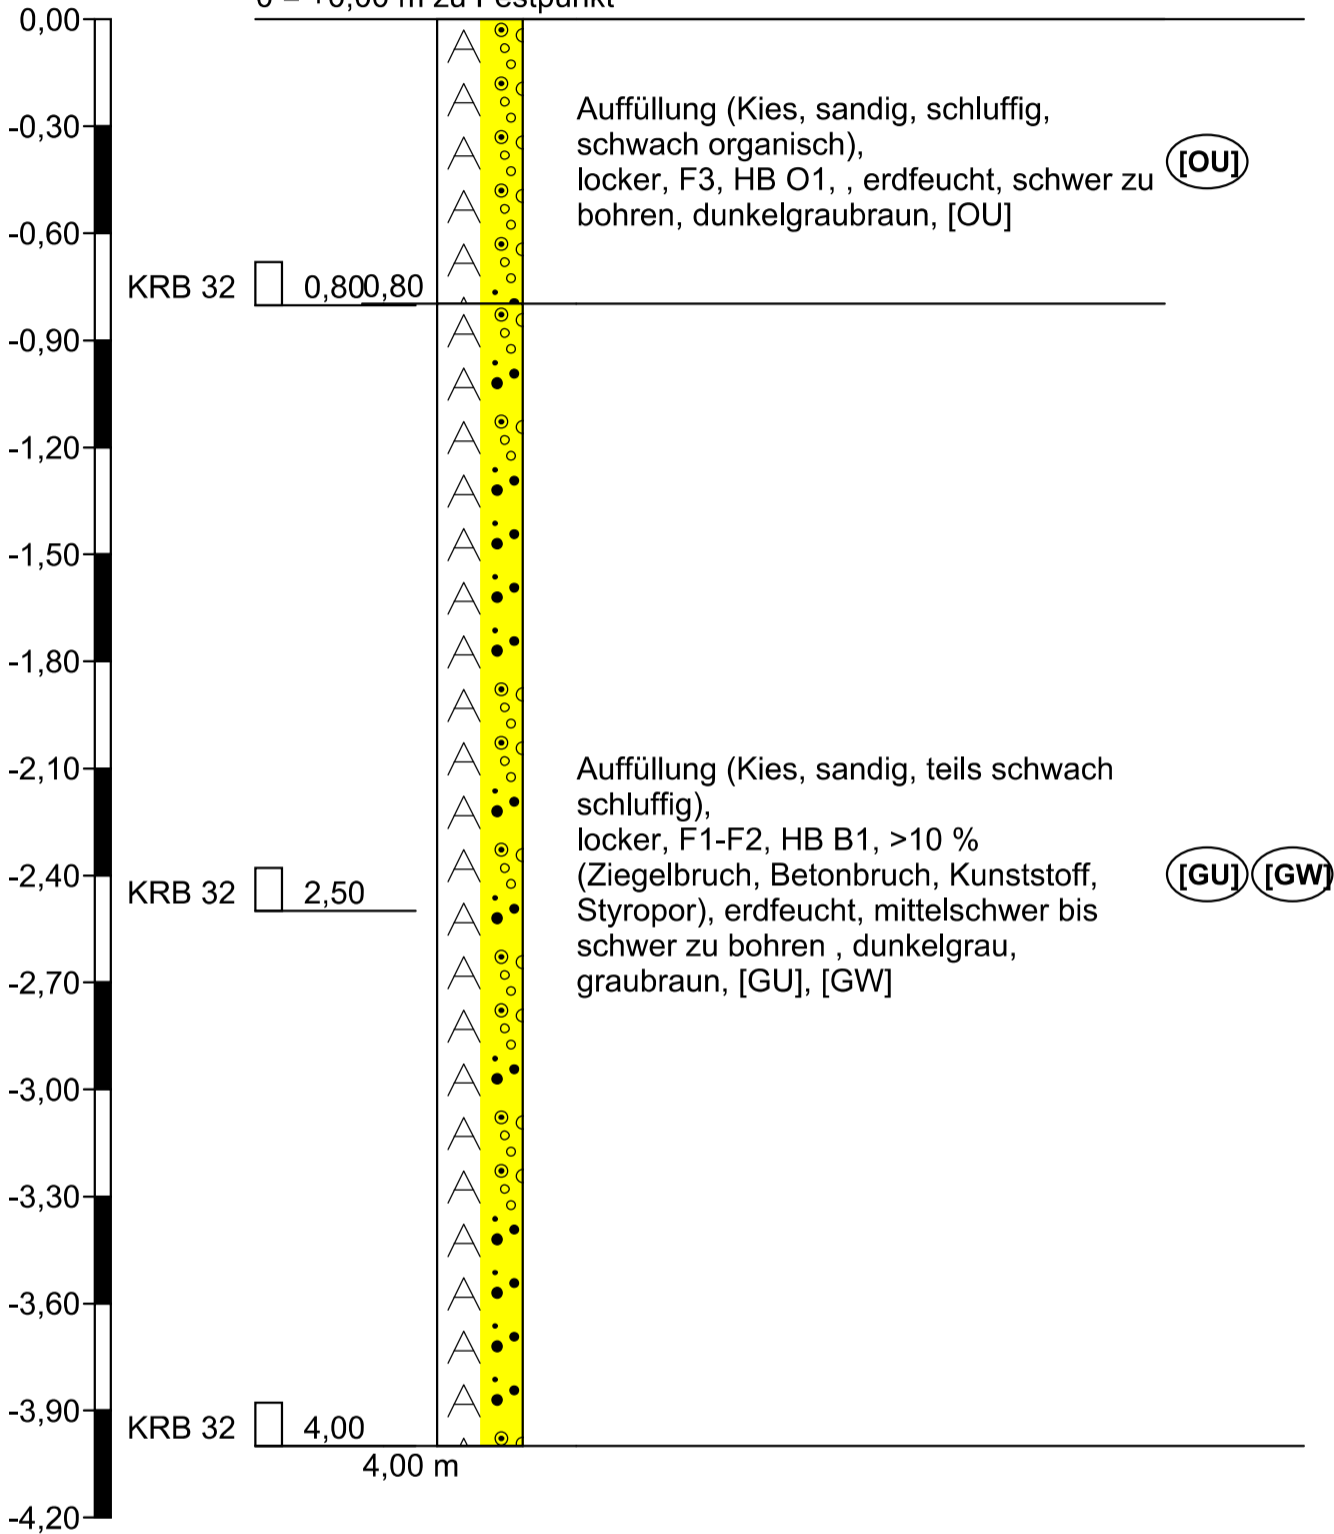 0,00
-0,30
-0,60
-0,90
-1,20
-1,50
-1,80
-2,10
-2,40
-2,70
-3,00
-3,30
-3,60
-3,90
-4,20
Auffüllung (Kies, sandig, schluffig,
schwach organisch),
locker, F3, HB O1, , erdfeucht, schwer zu
bohren, dunkelgraubraun, [OU]
[OU]
KRB 32 0,80 0,80
Auffüllung (Kies, sandig, teils schwach
schluffig),
locker, F1-F2, HB B1, >10 %
(Ziegelbruch, Betonbruch, Kunststoff,
Styropor), erdfeucht, mittelschwer bis
schwer zu bohren , dunkelgrau,
graubraun, [GU], [GW]
[GU] [GW]
KRB 32 2,50
KRB 32 4,00
4,00 m